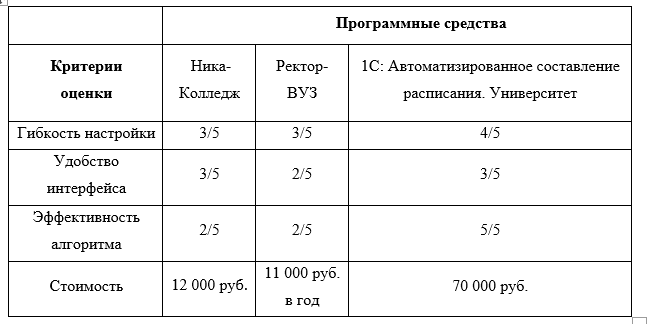 Программные средства
Критерии
оценки
Ника-
Колледж
Ректор-
ВУЗ
1С: Автоматизированное составление
расписания. Университет
Гибкость настройки
3/5
3/5
4/5
Удобство
интерфейса
3/5
2/5
3/5
Эффективность
алгоритма
2/5
2/5
5/5
Стоимость
12 000 руб.
11 000 руб.
в год
70 000 руб.